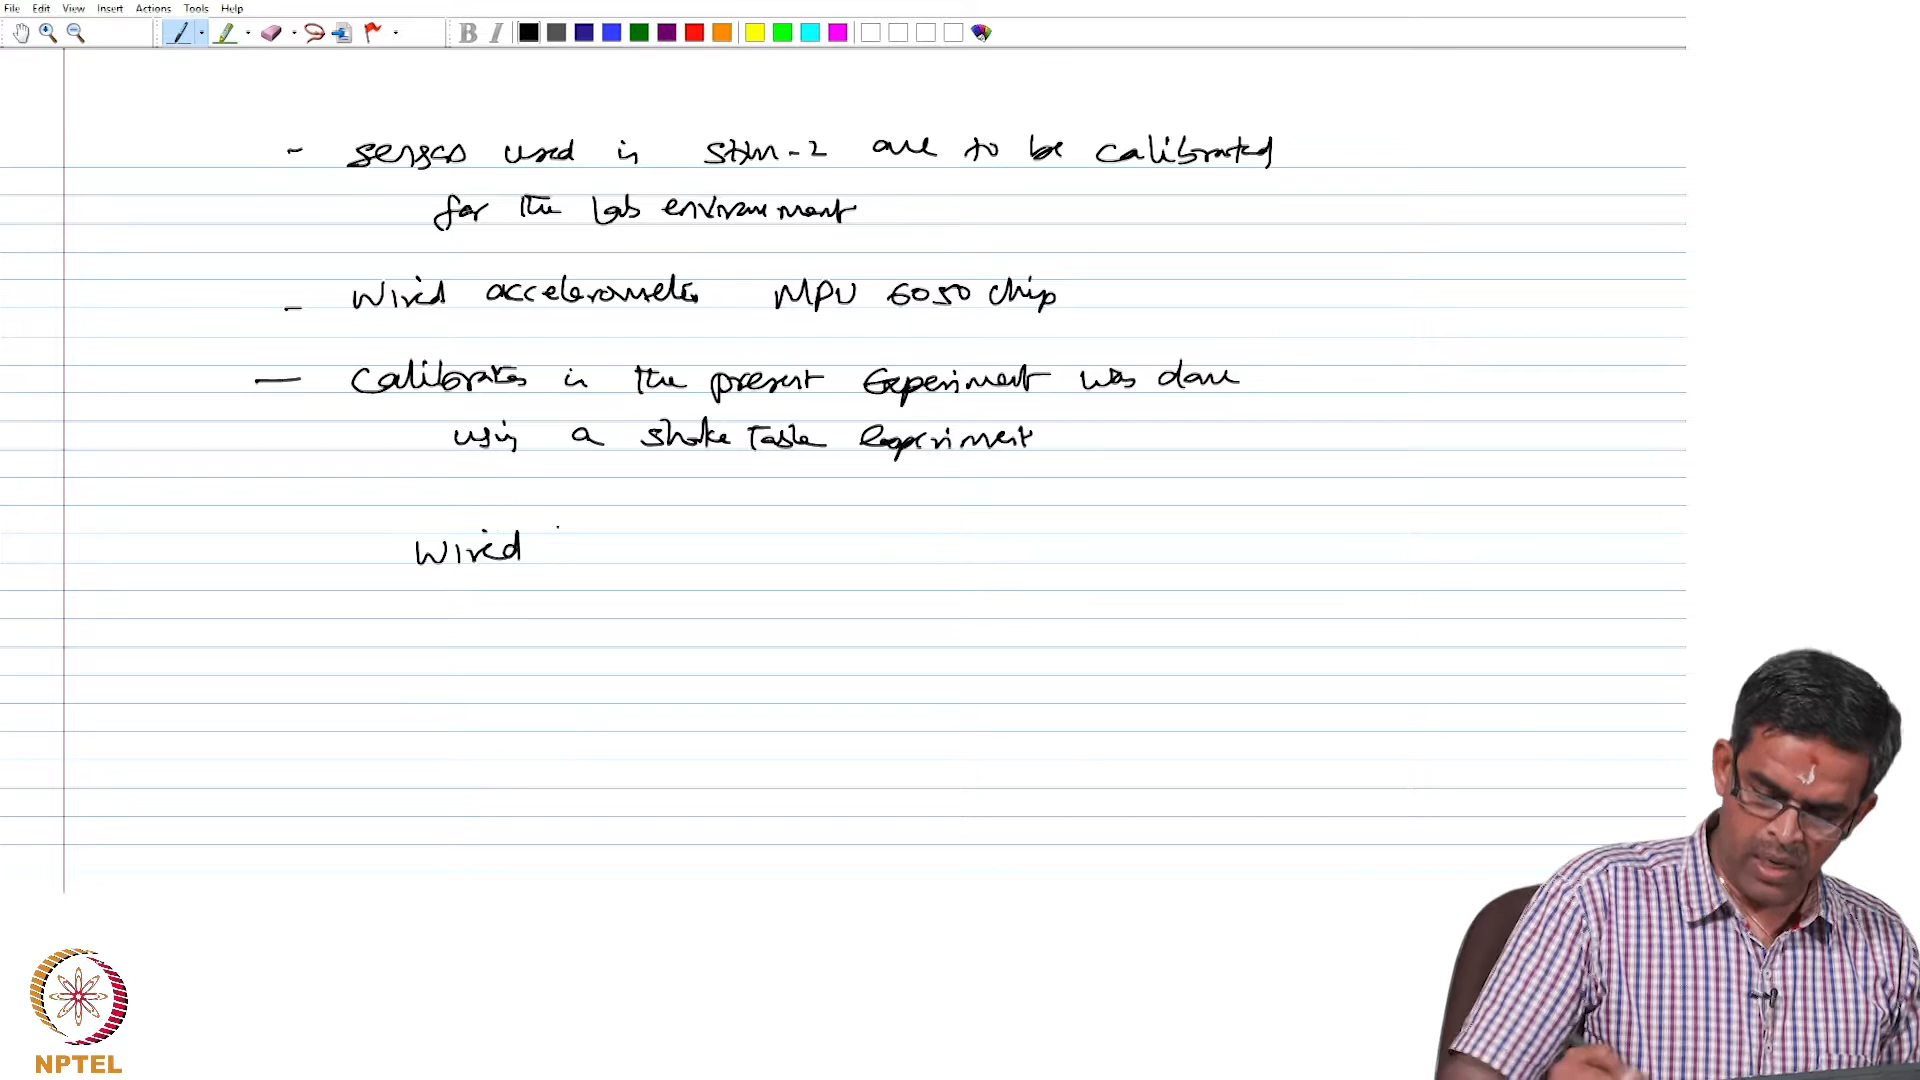 File Edit View Insert Actions Tools Help
B I
- sensors used in shm-2 are to be calibrated
for the lab environment
- Wired accelerometer MPU 6050 chip
- Calibration in the present Experiment was done
using a shake Table experiment
Wired
NPTEL